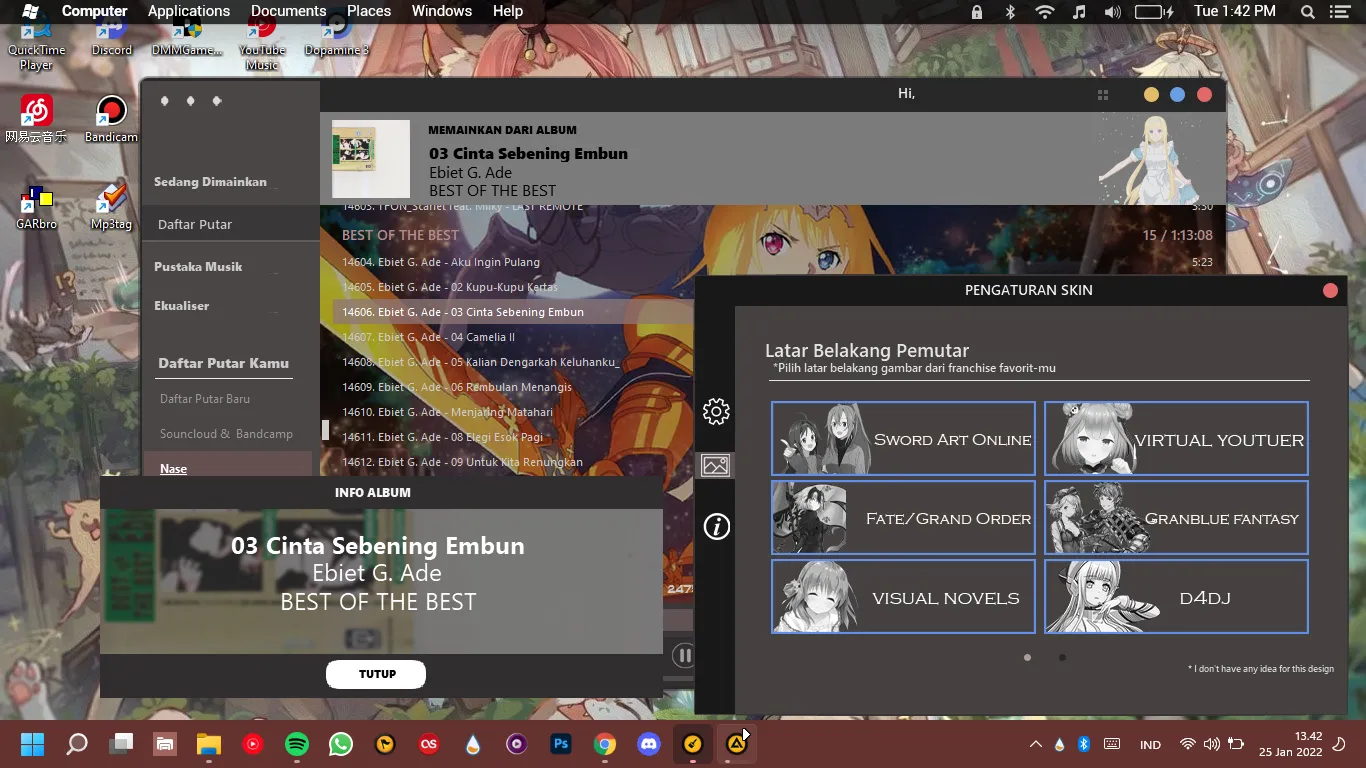 Computer Applications Documents Places Windows Help
Tue 1:42 PM
QuickTime
Player
Discord
DMMGame...
YouTube
Music
Dopamine 3
网易云音乐
Bandicam
GARbro
Mp3tag
Hi,
Sedang Dimainkan
Daftar Putar
Pustaka Musik
Ekualiser
Daftar Putar Kamu
Daftar Putar Baru
Souncloud & Bandcamp
Nase
MEMAINKAN DARI ALBUM
03 Cinta Sebening Embun
Ebiet G. Ade
BEST OF THE BEST
14603. TPON_Scarlet feat. Milky - LAST REMOTE 3:50
BEST OF THE BEST 15 / 1:13:08
14604. Ebiet G. Ade - Aku Ingin Pulang 5:23
14605. Ebiet G. Ade - 02 Kupu-Kupu Kertas
14606. Ebiet G. Ade - 03 Cinta Sebening Embun
14607. Ebiet G. Ade - 04 Camelia II
14608. Ebiet G. Ade - 05 Kalian Dengarkah Keluhanku_
14609. Ebiet G. Ade - 06 Rembulan Menangis
14610. Ebiet G. Ade - Menjaring Matahari
14611. Ebiet G. Ade - 08 Elegi Esok Pagi
14612. Ebiet G. Ade - 09 Untuk Kita Renungkan
INFO ALBUM
03 Cinta Sebening Embun
Ebiet G. Ade
BEST OF THE BEST
TUTUP
PENGATURAN SKIN
Latar Belakang Pemutar
*Pilih latar belakang gambar dari franchise favorit-mu
SWORD ART ONLINE
VIRTUAL YOUTUER
FATE/GRAND ORDER
GRANBLUE FANTASY
VISUAL NOVELS
D4DJ
* I don't have any idea for this design
IND
13.42
25 Jan 2022